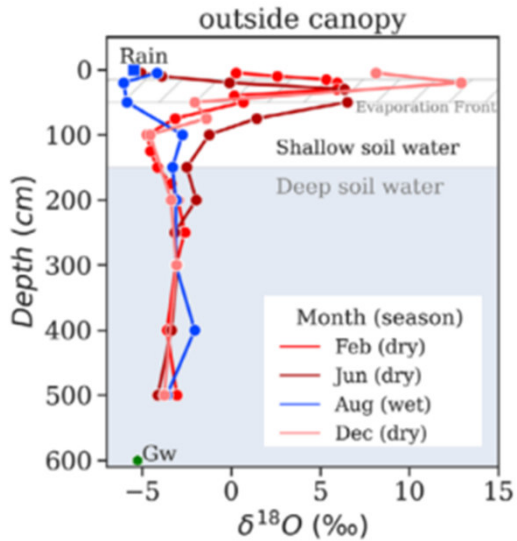 outside canopy
Rain
Evaporation Front
Shallow soil water
Deep soil water
Month (season)
Feb (dry)
Jun (dry)
Aug (wet)
Dec (dry)
Gw
0
100
200
300
400
500
600
Depth (cm)
−5 0 5 10 15
δ¹⁸O (‰)